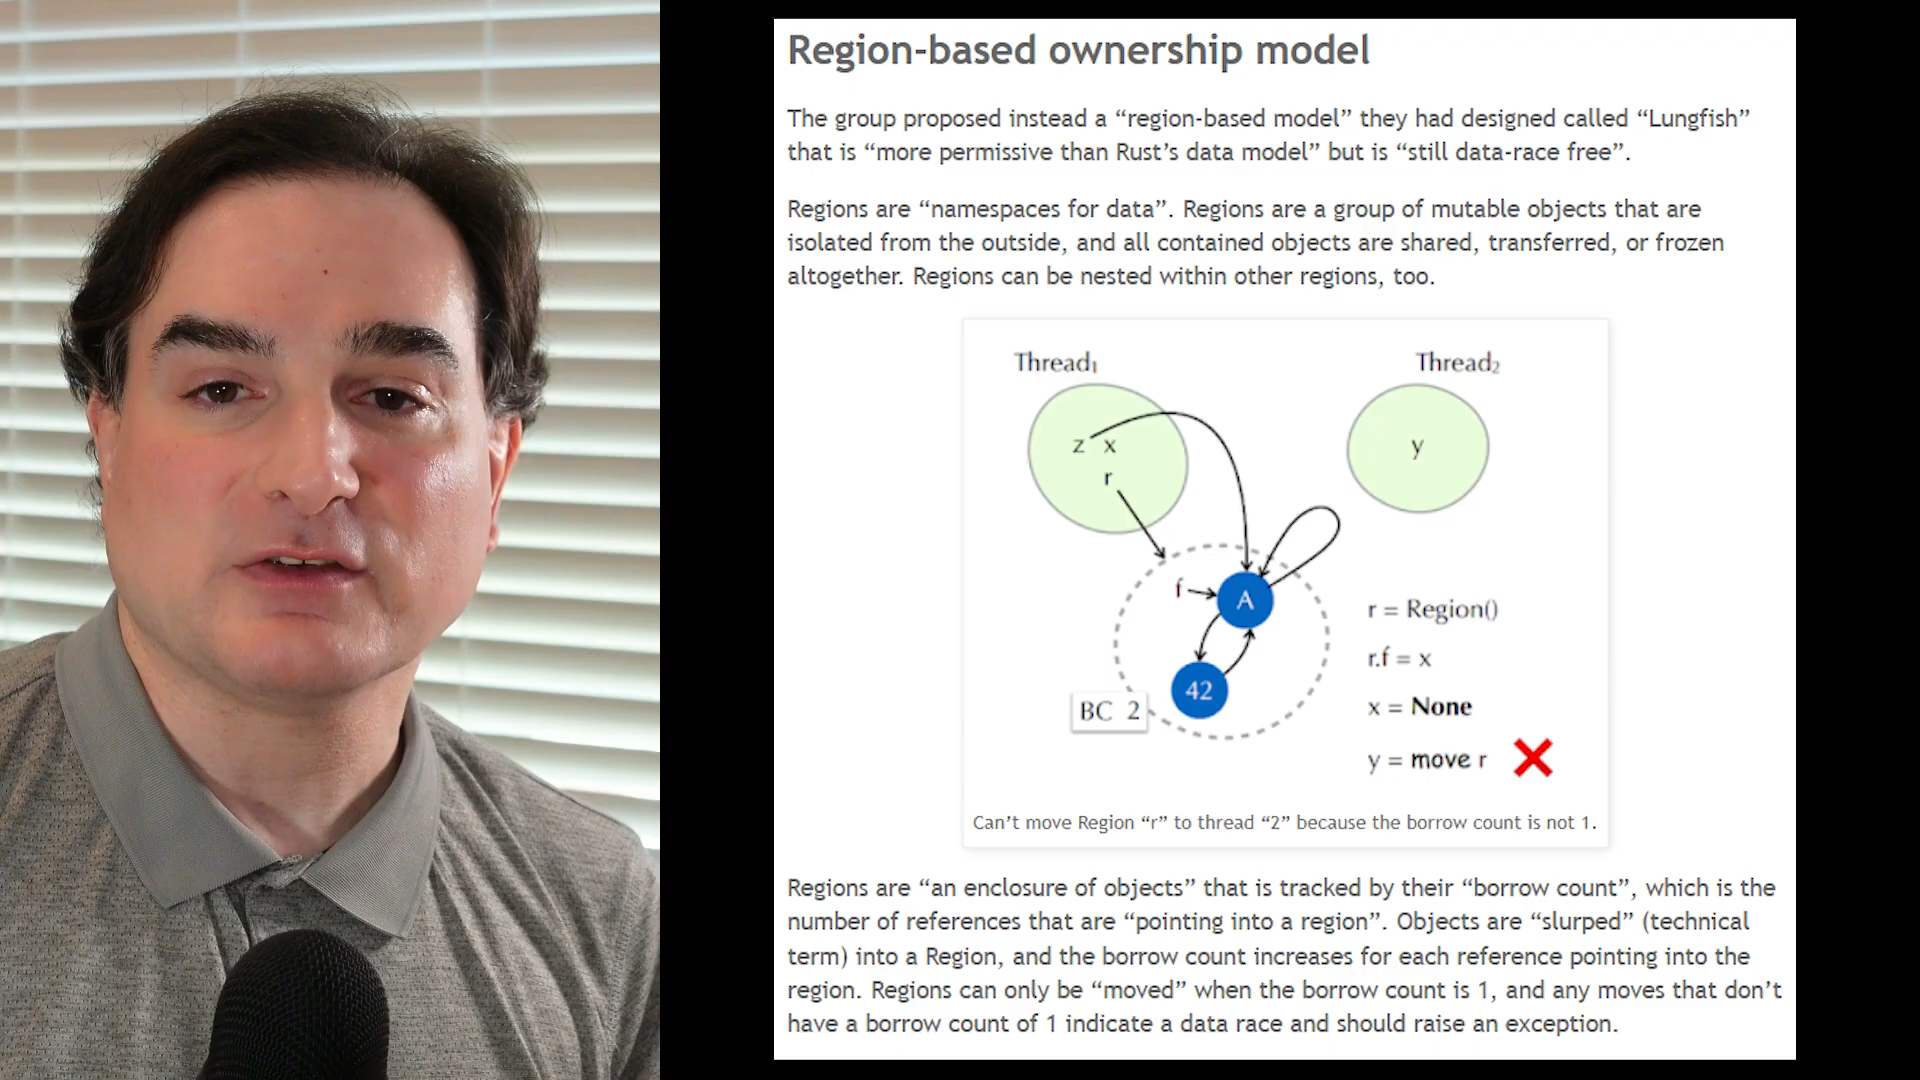 Region-based ownership model
The group proposed instead a “region-based model” they had designed called “Lungfish”
that is “more permissive than Rust’s data model” but is “still data-race free”.
Regions are “namespaces for data”. Regions are a group of mutable objects that are
isolated from the outside, and all contained objects are shared, transferred, or frozen
altogether. Regions can be nested within other regions, too.
Thread₁
Thread₂
z x
y
r
f
A
r = Region()
r.f = x
42
BC 2
x = None
y = move r
Can’t move Region “r” to thread “2” because the borrow count is not 1.
Regions are “an enclosure of objects” that is tracked by their “borrow count”, which is the
number of references that are “pointing into a region”. Objects are “slurped” (technical
term) into a Region, and the borrow count increases for each reference pointing into the
region. Regions can only be “moved” when the borrow count is 1, and any moves that don’t
have a borrow count of 1 indicate a data race and should raise an exception.